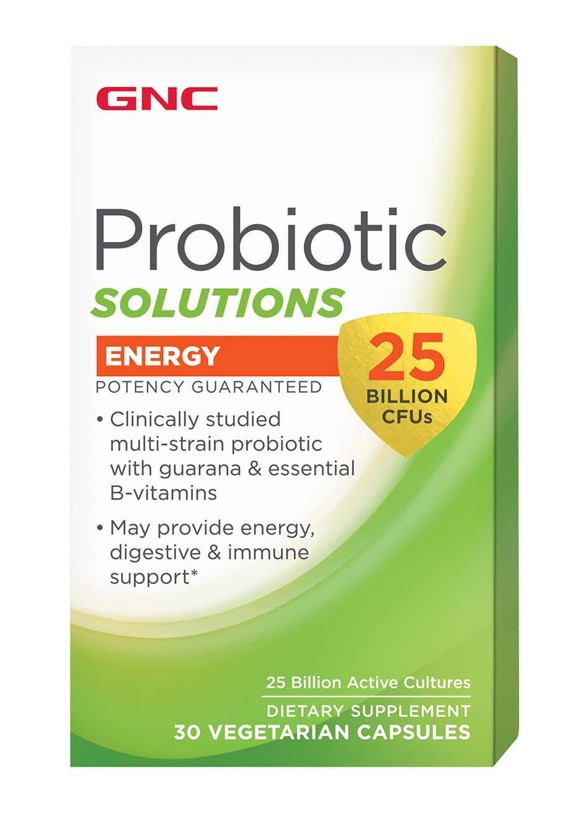 GNC
Probiotic
SOLUTIONS
ENERGY
POTENCY GUARANTEED
25
BILLION
CFUs
• Clinically studied
multi-strain probiotic
with guarana & essential
B-vitamins
• May provide energy,
digestive & immune
support*
25 Billion Active Cultures
DIETARY SUPPLEMENT
30 VEGETARIAN CAPSULES